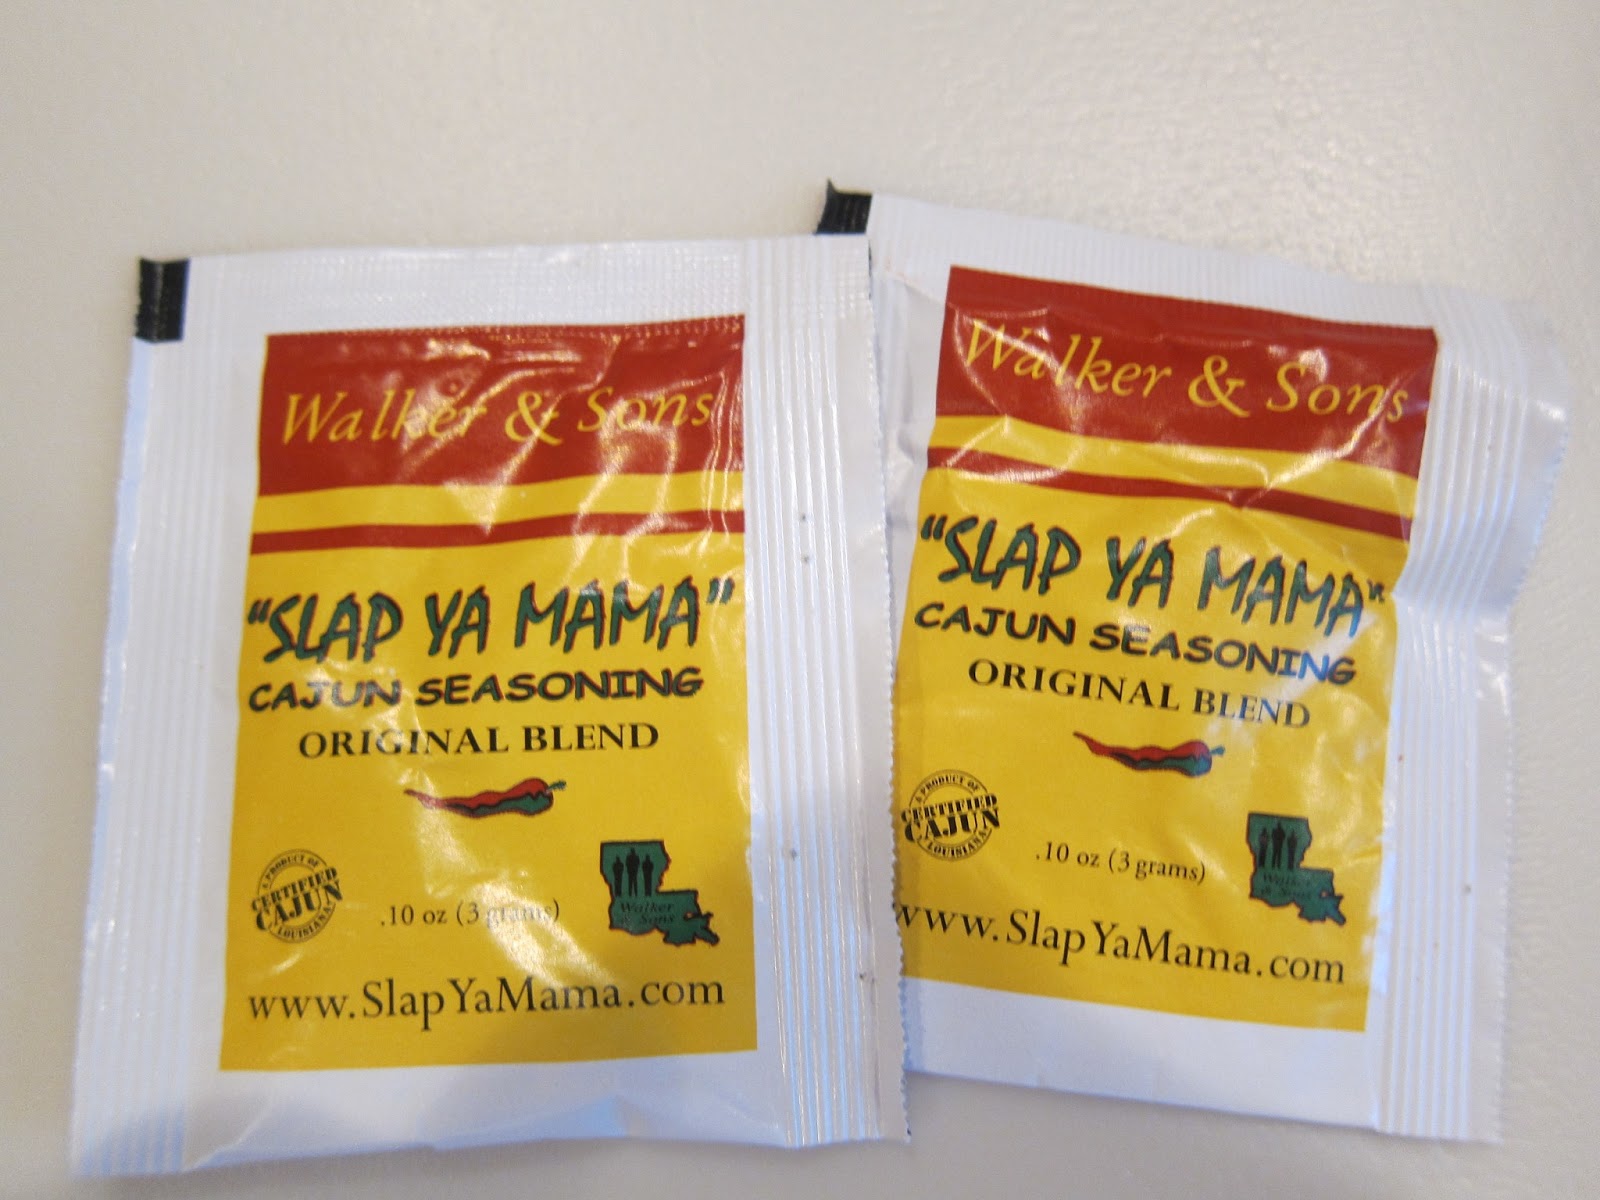 Walker & Sons
"SLAP YA MAMA"
CAJUN SEASONING
ORIGINAL BLEND
A PRODUCT OF
CERTIFIED
CAJUN
LOUISIANA
.10 oz (3 grams)
Walker
& Sons
www.SlapYaMama.com
Walker & Sons
"SLAP YA MAMA"
CAJUN SEASONING
ORIGINAL BLEND
A PRODUCT OF
CERTIFIED
CAJUN
LOUISIANA
.10 oz (3 grams)
Walker
& Sons
www.SlapYaMama.com